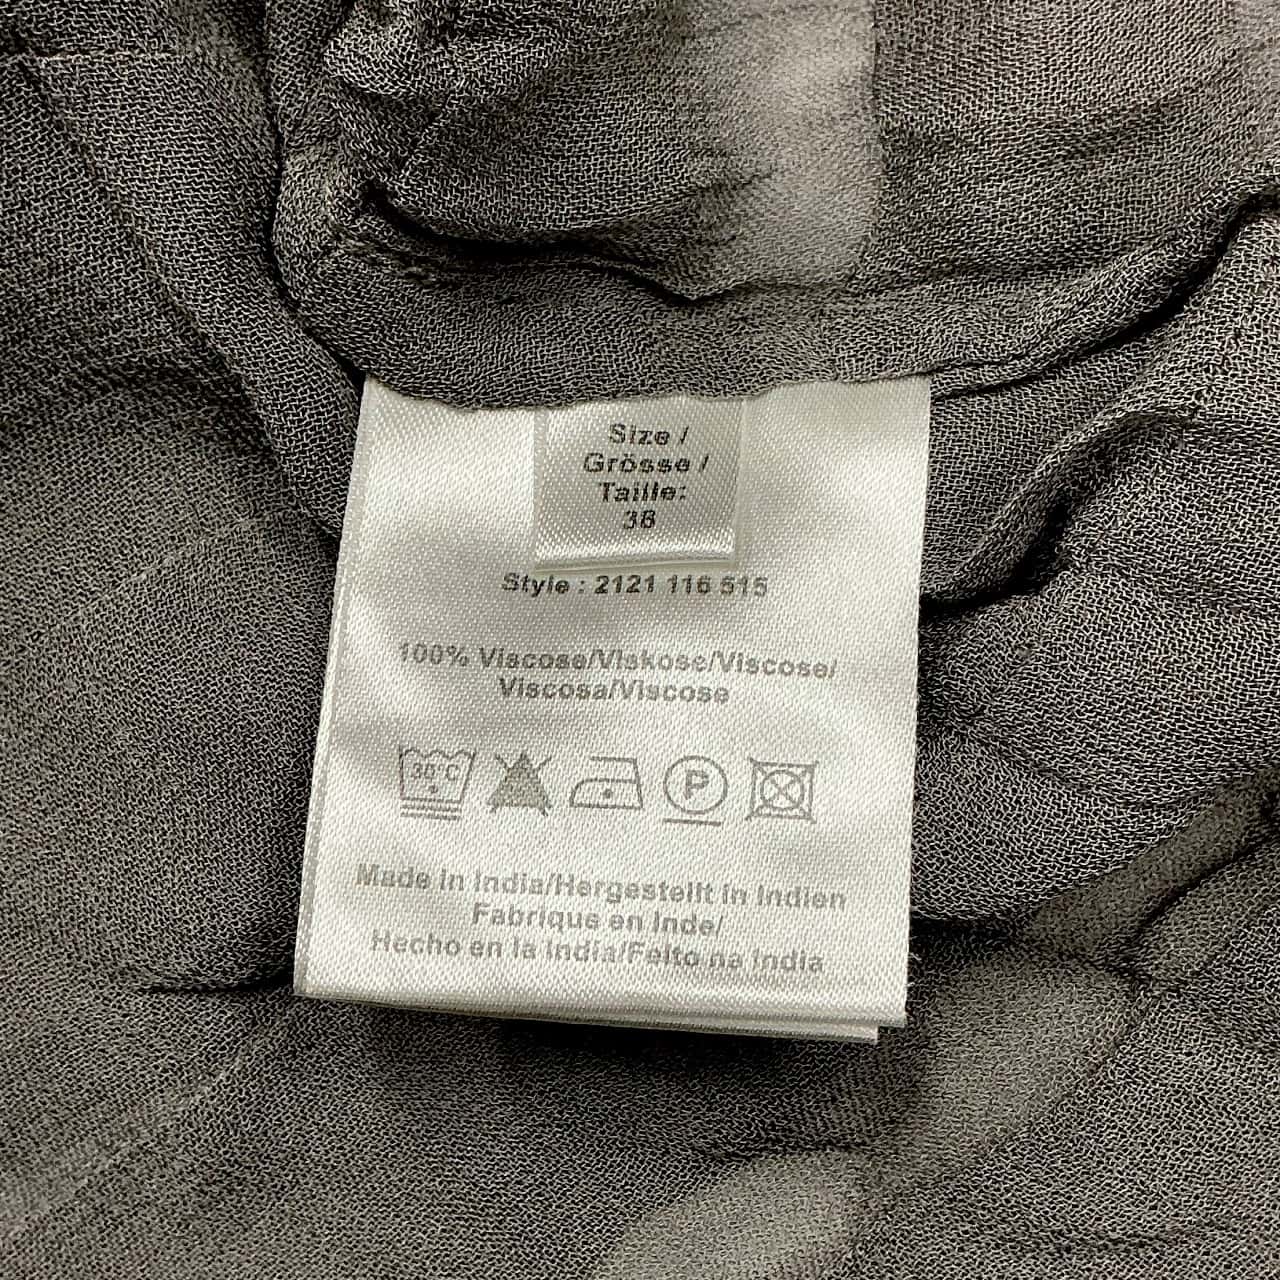 Size /
Grösse /
Taille:
38
Style : 2121 116 515
100% Viscose/Viskose/Viscose/
Viscosa/Viscose
30°C
P
Made in India/Hergestellt in Indien
Fabrique en Inde/
Hecho en la India/Feito na India